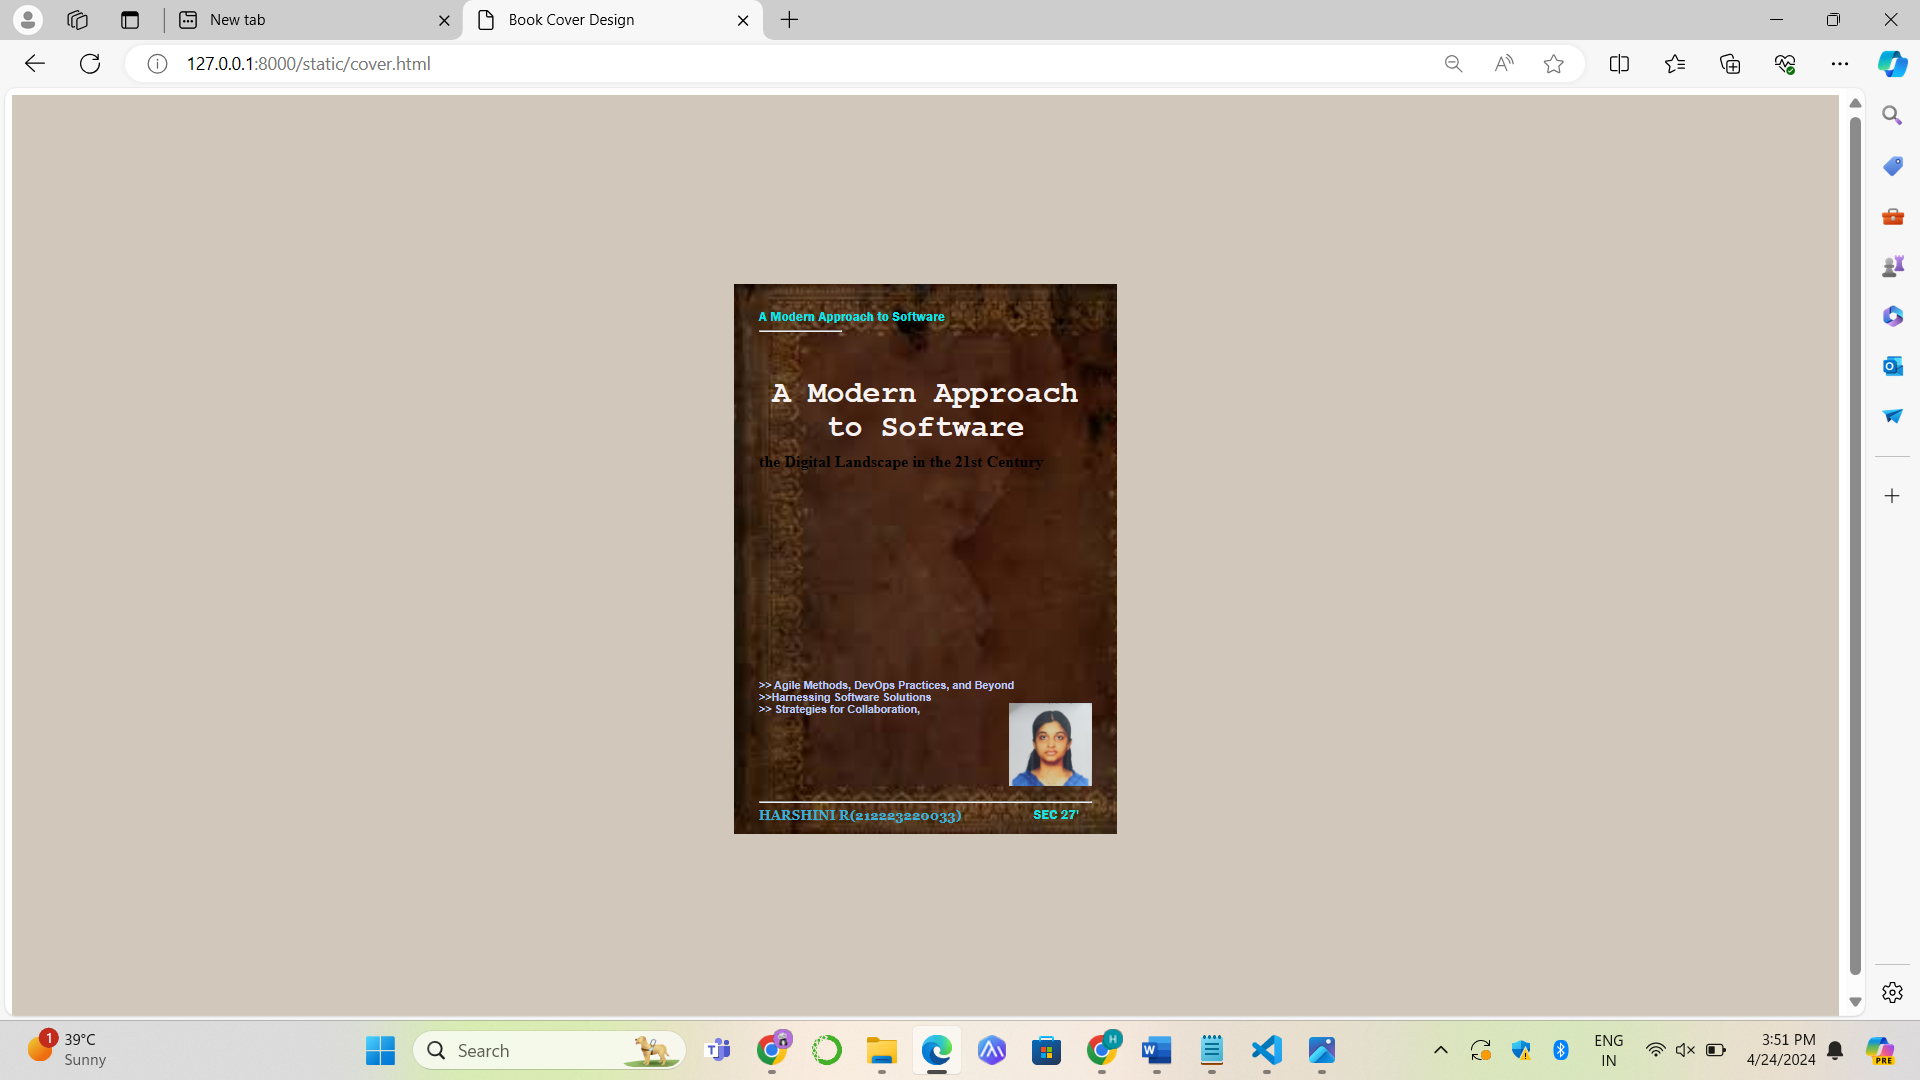 New tab
Book Cover Design
127.0.0.1:8000/static/cover.html
A Modern Approach to Software
A Modern Approach
to Software
the Digital Landscape in the 21st Century
>> Agile Methods, DevOps Practices, and Beyond
>>Harnessing Software Solutions
>> Strategies for Collaboration,
HARSHINI R(212223220033)
SEC 27'
1
39°C
Sunny
Search
n
H
ENG
IN
3:51 PM
4/24/2024
PRE